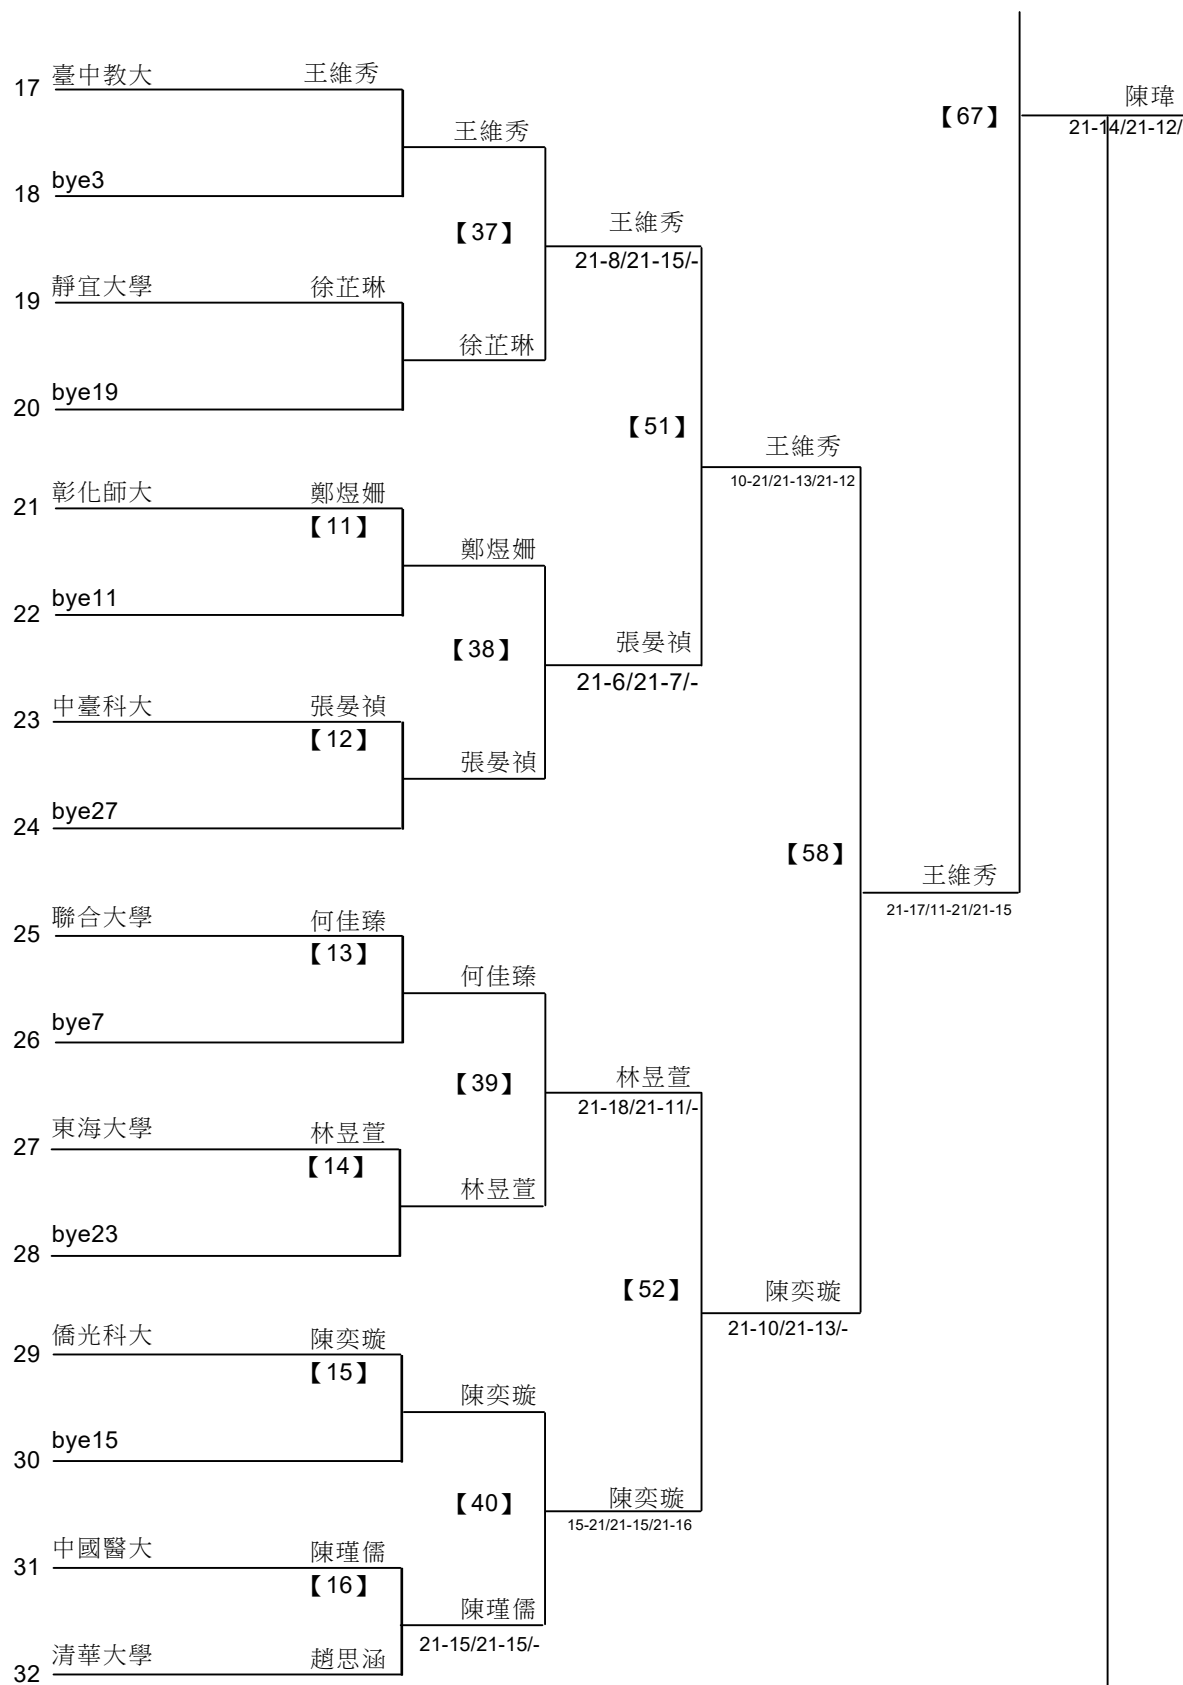 17 臺中教大 王維秀
王維秀
18 bye3
【37】
王維秀
21-8/21-15/-
19 靜宜大學 徐芷琳
徐芷琳
20 bye19
【51】
王維秀
10-21/21-13/21-12
21 彰化師大 鄭煜姍
【11】
鄭煜姍
22 bye11
【38】
張晏禎
21-6/21-7/-
23 中臺科大 張晏禎
【12】
張晏禎
24 bye27
【58】
王維秀
21-17/11-21/21-15
【67】
陳瑋
21-14/21-12/
25 聯合大學 何佳臻
【13】
何佳臻
26 bye7
【39】
林昱萱
21-18/21-11/-
27 東海大學 林昱萱
【14】
林昱萱
28 bye23
【52】
陳奕璇
21-10/21-13/-
29 僑光科大 陳奕璇
【15】
陳奕璇
30 bye15
【40】
陳奕璇
15-21/21-15/21-16
31 中國醫大 陳瑾儒
【16】
陳瑾儒
21-15/21-15/-
32 清華大學 趙思涵